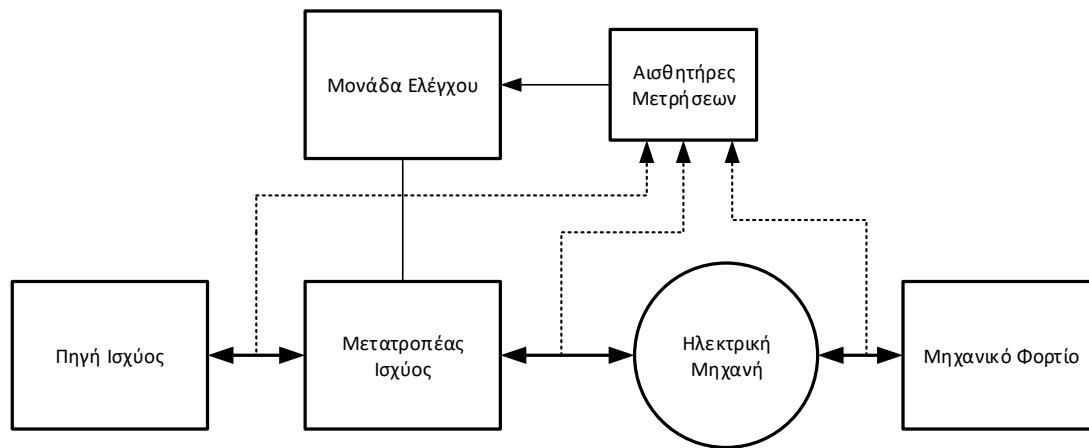 Μονάδα Ελέγχου
Αισθητήρες
Μετρήσεων
Πηγή Ισχύος
Μετατροπέας
Ισχύος
Ηλεκτρική
Μηχανή
Μηχανικό Φορτίο